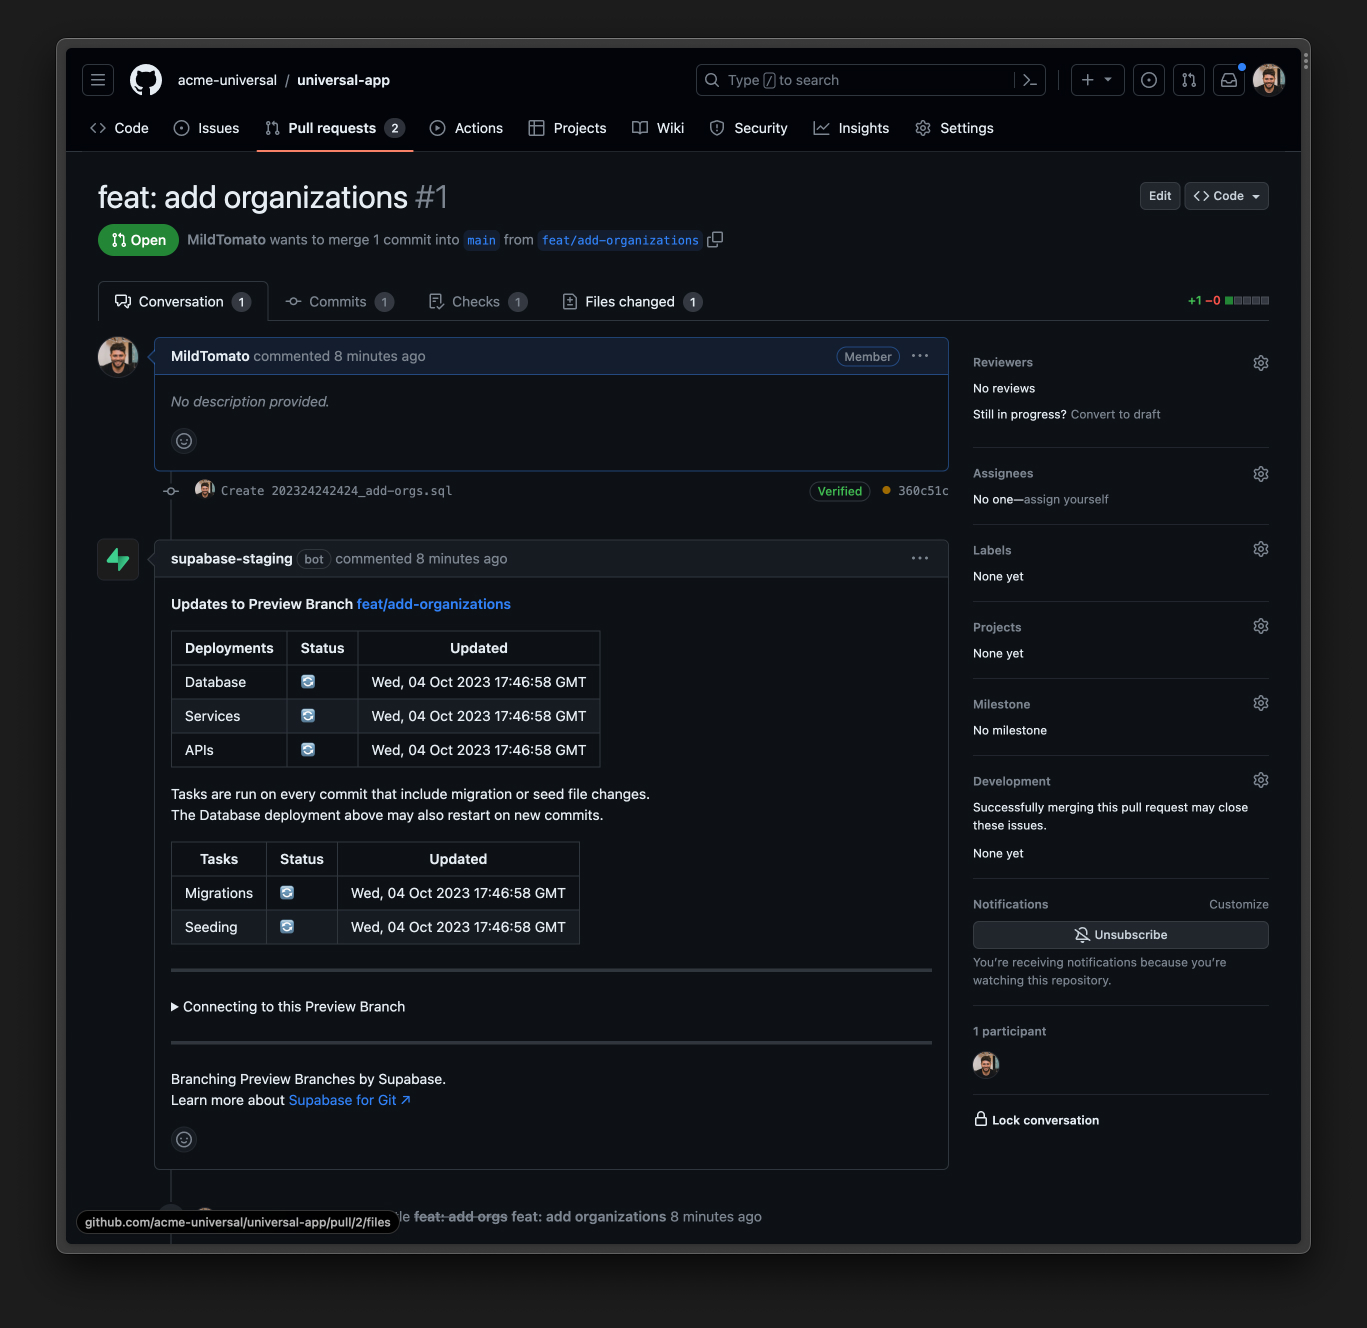 acme-universal / universal-app
Type / to search
Code
Issues
Pull requests 2
Actions
Projects
Wiki
Security
Insights
Settings
feat: add organizations #1
Edit
<> Code
Open
MildTomato wants to merge 1 commit into main from feat/add-organizations
Conversation 1
Commits 1
Checks 1
Files changed 1
+1 −0
MildTomato commented 8 minutes ago
Member
No description provided.
Create 202324242424_add-orgs.sql
Verified
360c51c
supabase-staging bot commented 8 minutes ago
Updates to Preview Branch feat/add-organizations
Deployments Status Updated
Database Wed, 04 Oct 2023 17:46:58 GMT
Services Wed, 04 Oct 2023 17:46:58 GMT
APIs Wed, 04 Oct 2023 17:46:58 GMT
Tasks are run on every commit that include migration or seed file changes.
The Database deployment above may also restart on new commits.
Tasks Status Updated
Migrations Wed, 04 Oct 2023 17:46:58 GMT
Seeding Wed, 04 Oct 2023 17:46:58 GMT
Connecting to this Preview Branch
Branching Preview Branches by Supabase.
Learn more about Supabase for Git ↗
feat: add orgs feat: add organizations 8 minutes ago
github.com/acme-universal/universal-app/pull/2/files
Reviewers
No reviews
Still in progress? Convert to draft
Assignees
No one—assign yourself
Labels
None yet
Projects
None yet
Milestone
No milestone
Development
Successfully merging this pull request may close
these issues.
None yet
Notifications
Customize
Unsubscribe
You're receiving notifications because you're
watching this repository.
1 participant
Lock conversation